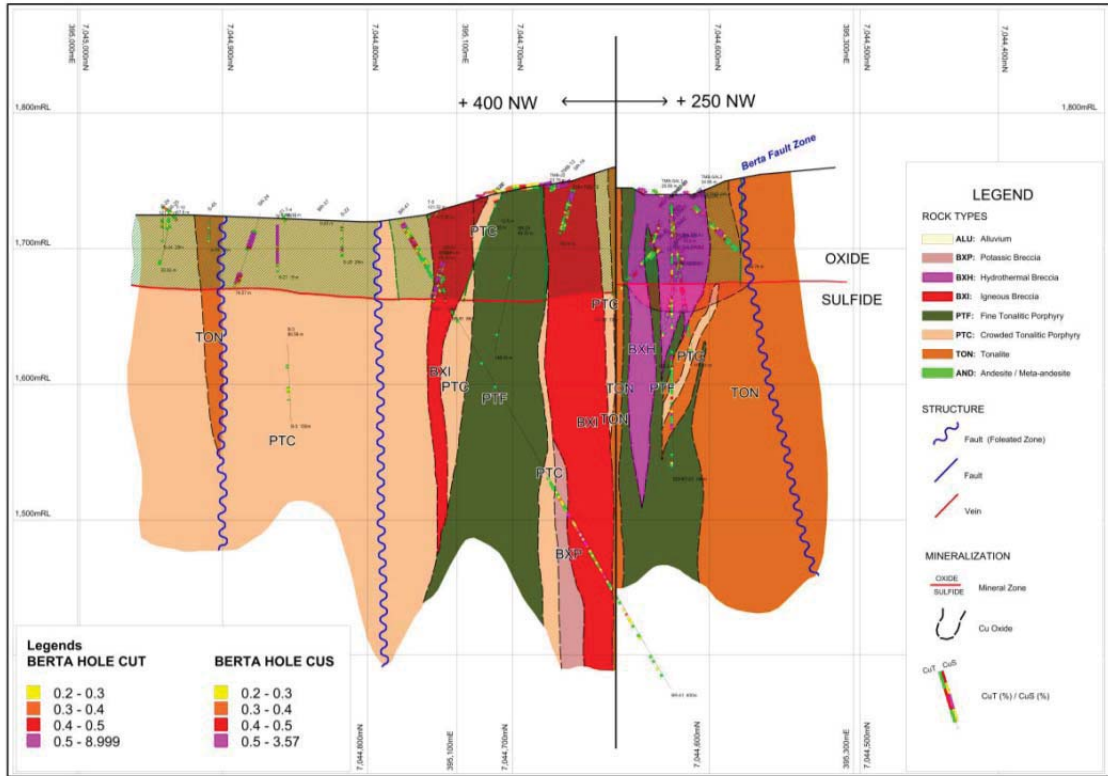 395,000mE
7,045,000mN
7,044,900mN
7,044,800mN
395,100mE
7,044,700mN
7,044,600mN
395,300mE
7,044,500mN
7,044,400mN
1,800mRL
+ 400 NW
+ 250 NW
1,800mRL
Berta Fault Zone
1,700mRL
PTC
OXIDE
SULFIDE
PTC
TON
BXH
PTC
1,600mRL
BXI
PTC
PTF
TON
PTF
TON
BXI
TON
PTC
PTC
1,500mRL
BXP
LEGEND
ROCK TYPES
ALU: Alluvium
BXP: Potassic Breccia
BXH: Hydrothermal Breccia
BXI: Igneous Breccia
PTF: Fine Tonalitic Porphyry
PTC: Crowded Tonalitic Porphyry
TON: Tonalite
AND: Andesite / Meta-andesite
STRUCTURE
Fault (Foleated Zone)
Fault
Vein
MINERALIZATION
OXIDE
SULFIDE
Mineral Zone
Cu Oxide
CuT CuS
CuT (%) / CuS (%)
Legends
BERTA HOLE CUT
0.2 - 0.3
0.3 - 0.4
0.4 - 0.5
0.5 - 8.999
BERTA HOLE CUS
0.2 - 0.3
0.3 - 0.4
0.4 - 0.5
0.5 - 3.57
7,044,800mN
395,100mE
7,044,700mN
7,044,600mN
395,300mE
7,044,500mN